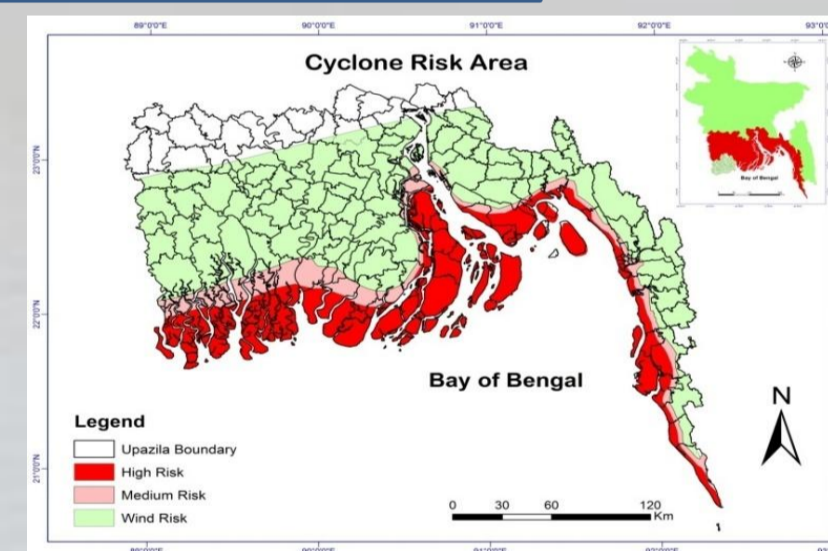 89°0'0"E 90°0'0"E 91°0'0"E 92°0'0"E
Cyclone Risk Area
23°0'0"N
22°0'0"N
21°0'0"N
Bay of Bengal
Bay of Bengal
N
Legend
Upazila Boundary
High Risk
Medium Risk
Wind Risk
0 30 60 120
Km